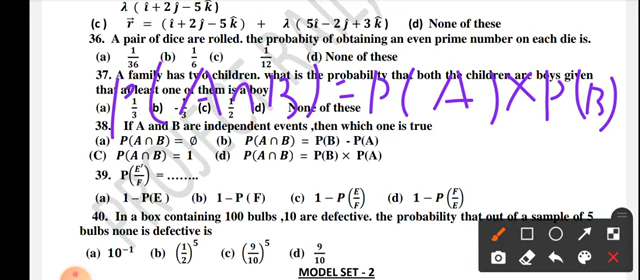 λ ( î + 2 ĵ – 5 k̂ )
(c) r⃗ = (î + 2 ĵ – 5 k̂) + λ (5î – 2 ĵ + 3 k̂) (d) None of these
36. A pair of dice are rolled. the probabity of obtaining an even prime number on each die is.
(a) 1/36 (b) 1/6 (c) 1/12 (d) None of these
37. A family has two children. what is the probability that both the children are boys given
that at least one of them is a boy
P(A∩B) = P(A) × P(B)
(a) 1/3 (b) (c) 1/2 (d) None of these
38. If A and B are independent events ,then which one is true
(a) P(A ∩ B) = ∅ (b) P(A ∩ B) = P(B) - P(A)
(C) P(A ∩ B) = 1 (d) P(A ∩ B) = P(B) × P(A)
39. P(E′/F) = ........
(a) 1 – P(E) (b) 1 – P ( F) (c) 1 – P(E/F) (d) 1 – P(F/E)
40. In a box containing 100 bulbs ,10 are defective. the probability that out of a sample of 5
bulbs none is defective is
(a) 10⁻¹ (b) (1/2)⁵ (c) (9/10)⁵ (d) 9/10
MODEL SET - 2